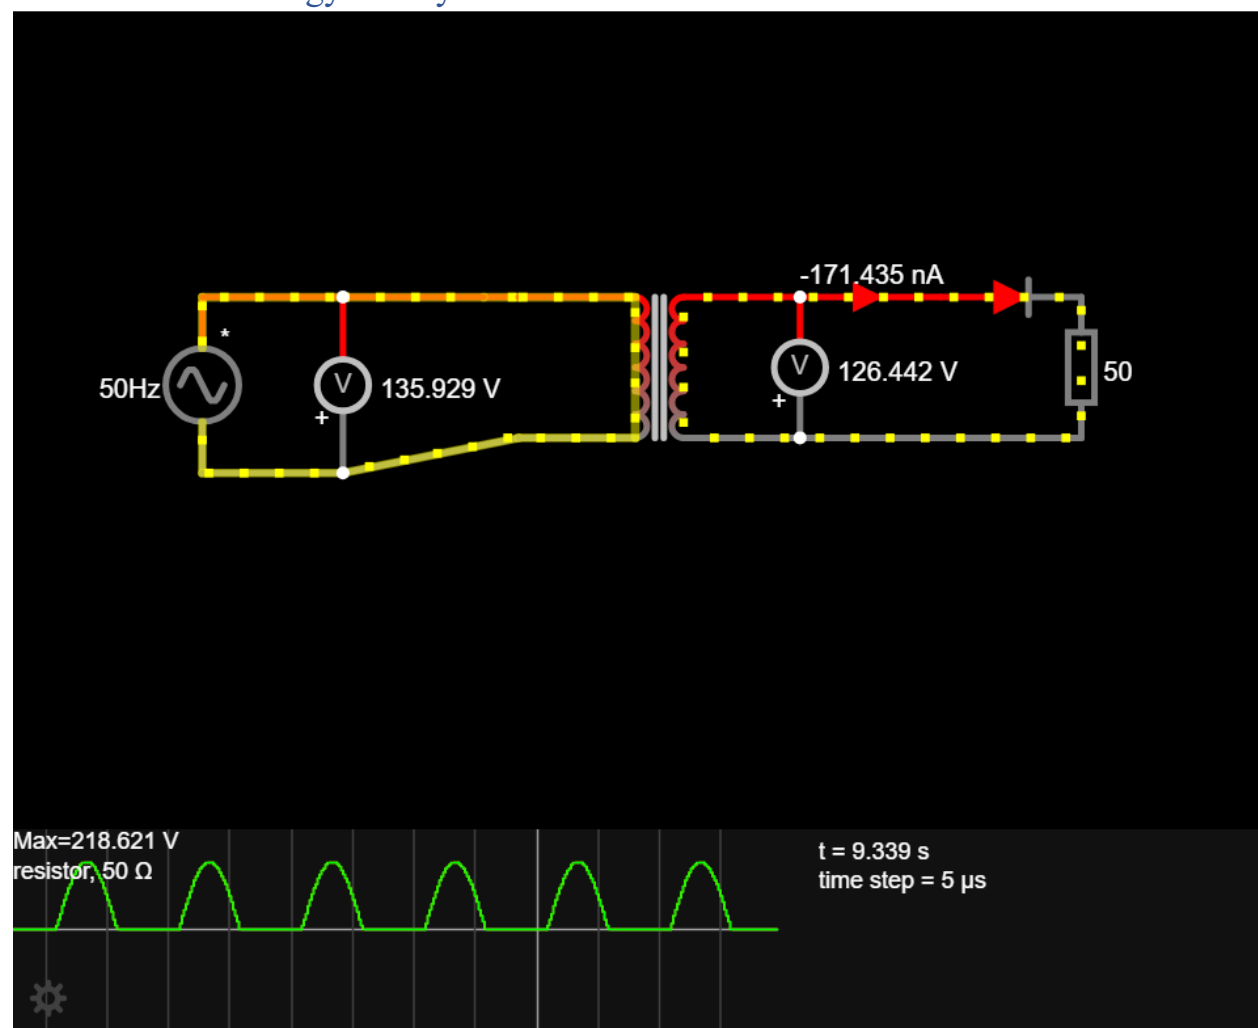 -171.435 nA
*
50Hz
V
135.929 V
+
V
126.442 V
+
50
Max=218.621 V
resistor, 50 Ω
t = 9.339 s
time step = 5 μs